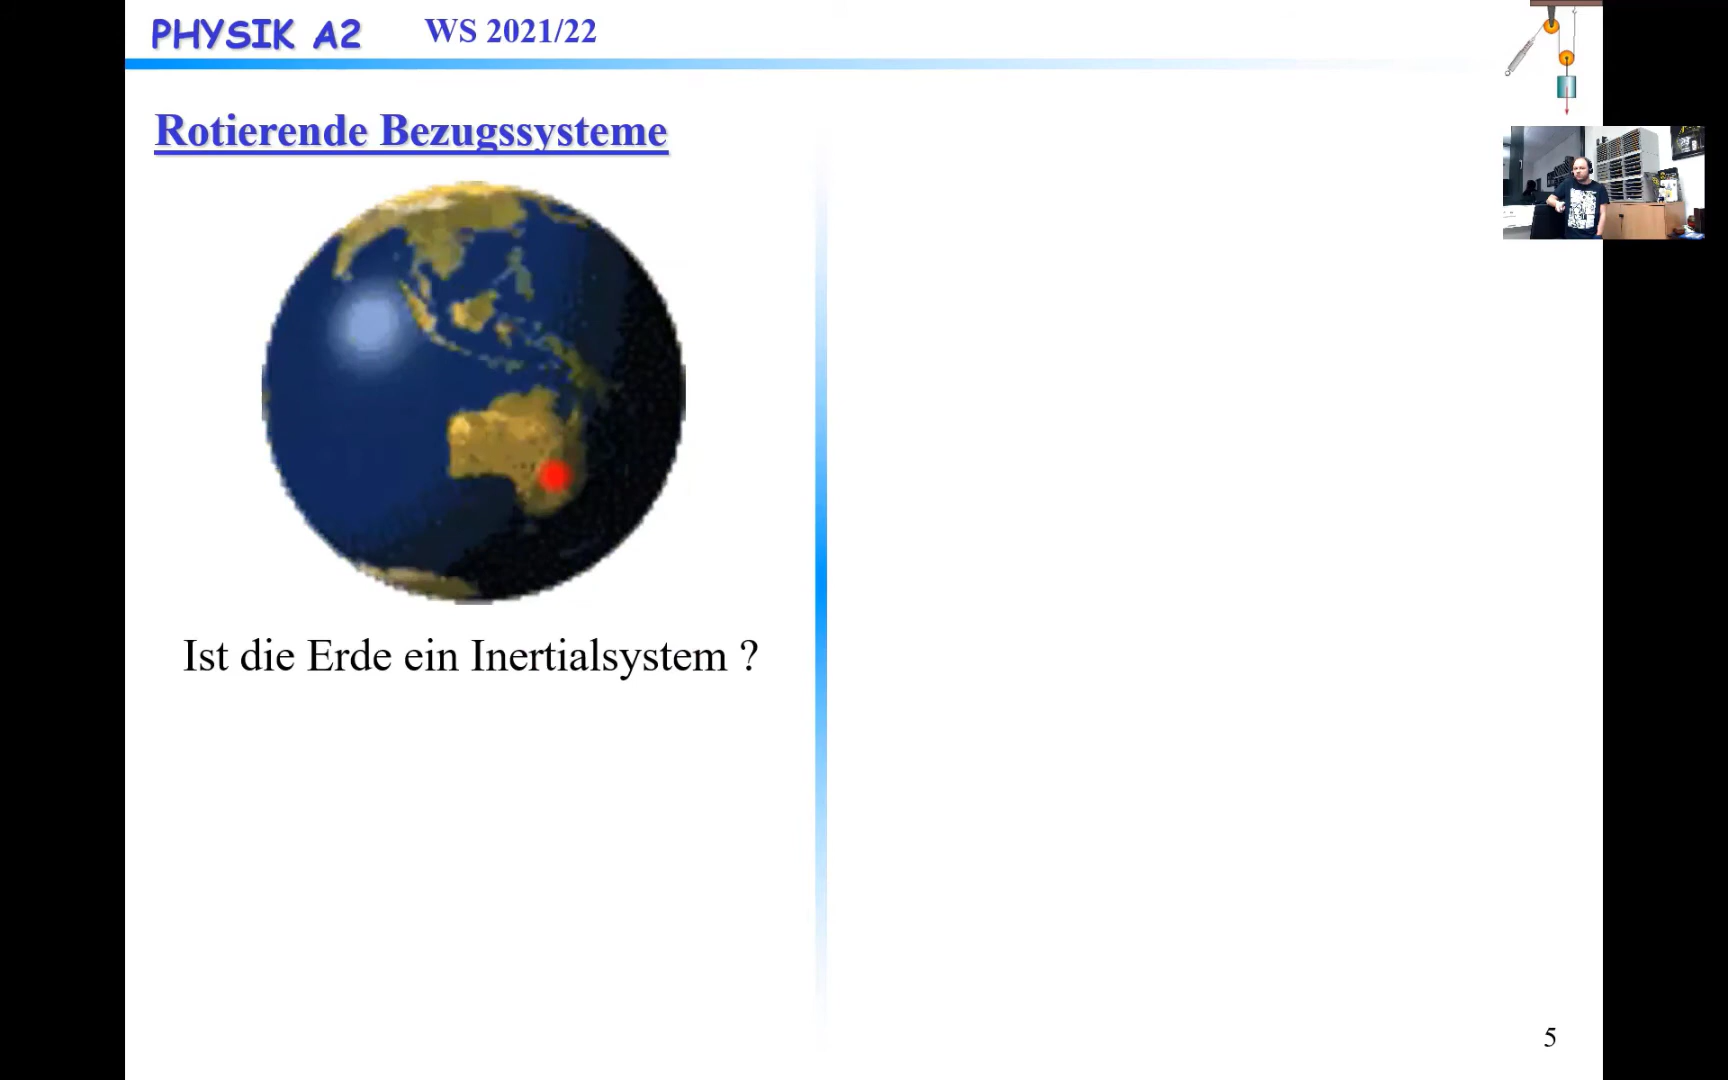 PHYSIK A2
WS 2021/22
Rotierende Bezugssysteme
Ist die Erde ein Inertialsystem ?
5